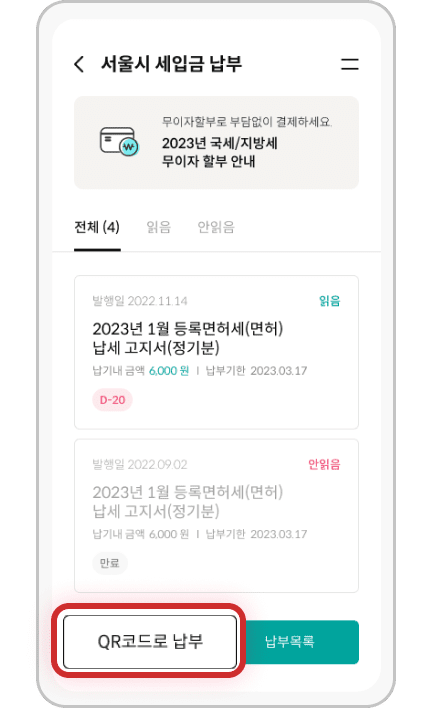 서울시 세입금 납부
무이자할부로 부담없이 결제하세요.
2023년 국세/지방세
무이자 할부 안내
₩
전체 (4) 읽음 안읽음
발행일 2022.11.14 읽음
2023년 1월 등록면허세(면허)
납세 고지서(정기분)
납기내 금액 6,000 원 | 납부기한 2023.03.17
D-20
발행일 2022.09.02 안읽음
2023년 1월 등록면허세(면허)
납세 고지서(정기분)
납기내 금액 6,000 원 | 납부기한 2023.03.17
만료
QR코드로 납부 납부목록